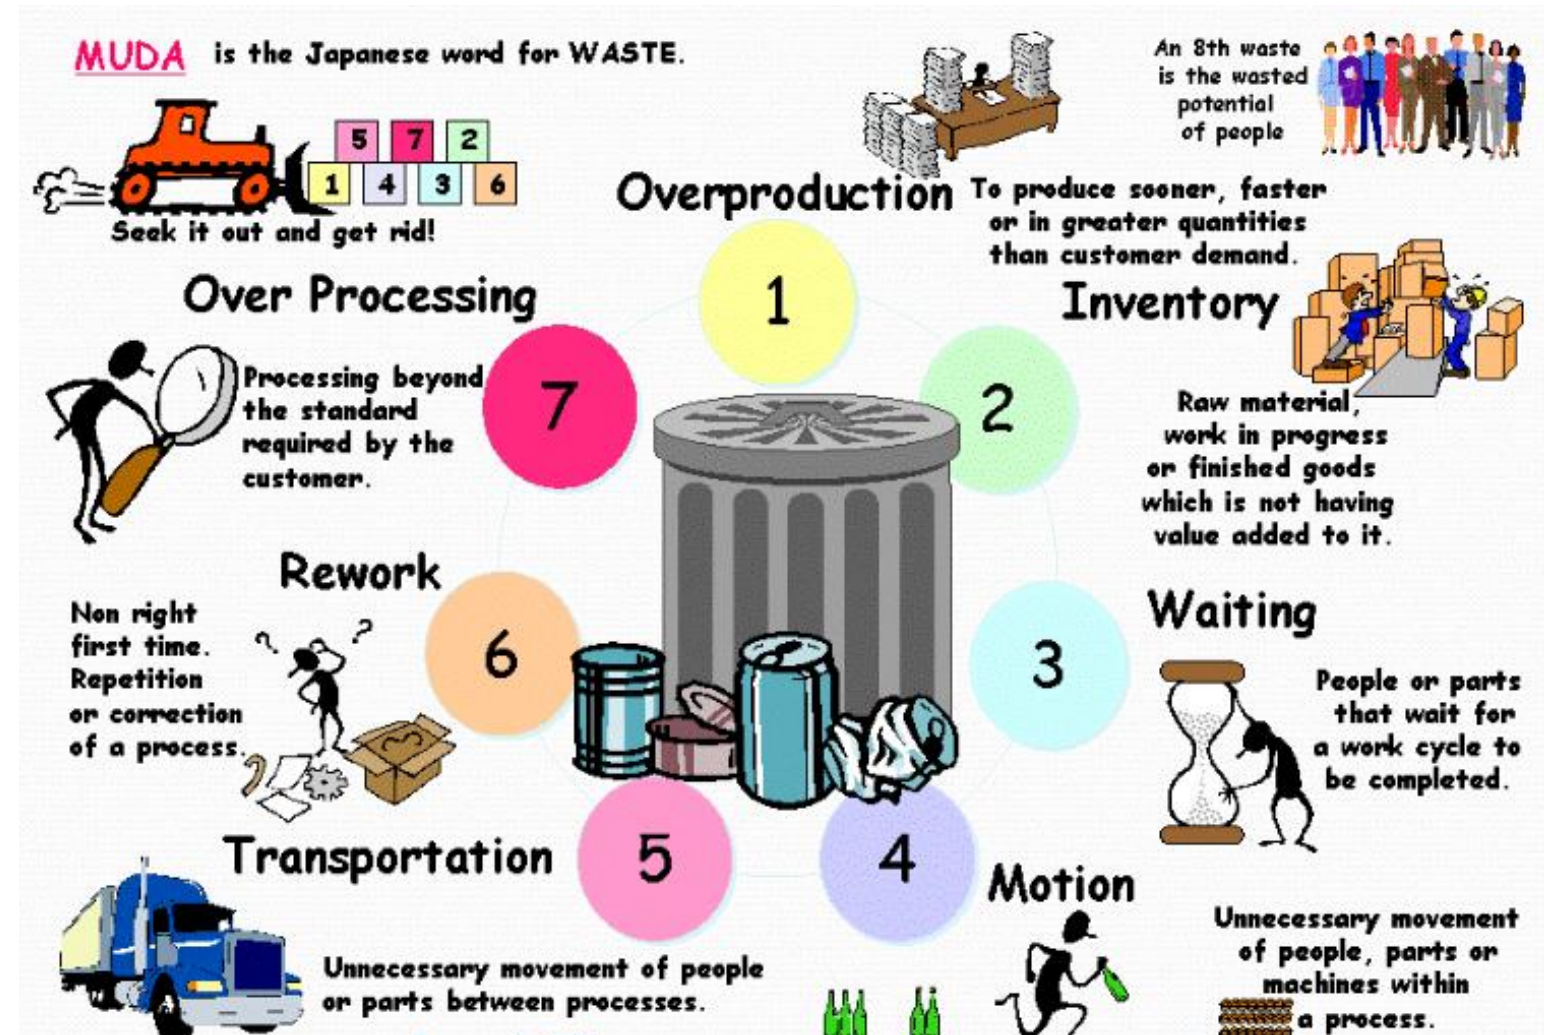 MUDA is the Japanese word for WASTE.
5 7 2
1 4 3 6
Seek it out and get rid!
An 8th waste
is the wasted
potential
of people
Overproduction
To produce sooner, faster
or in greater quantities
than customer demand.
1
Inventory
2
Raw material,
work in progress
or finished goods
which is not having
value added to it.
Waiting
3
People or parts
that wait for
a work cycle to
be completed.
Motion
4
Unnecessary movement
of people, parts or
machines within
a process.
Transportation
5
Unnecessary movement of people
or parts between processes.
Rework
6
Non right
first time.
Repetition
or correction
of a process.
? ?
Over Processing
7
Processing beyond
the standard
required by the
customer.